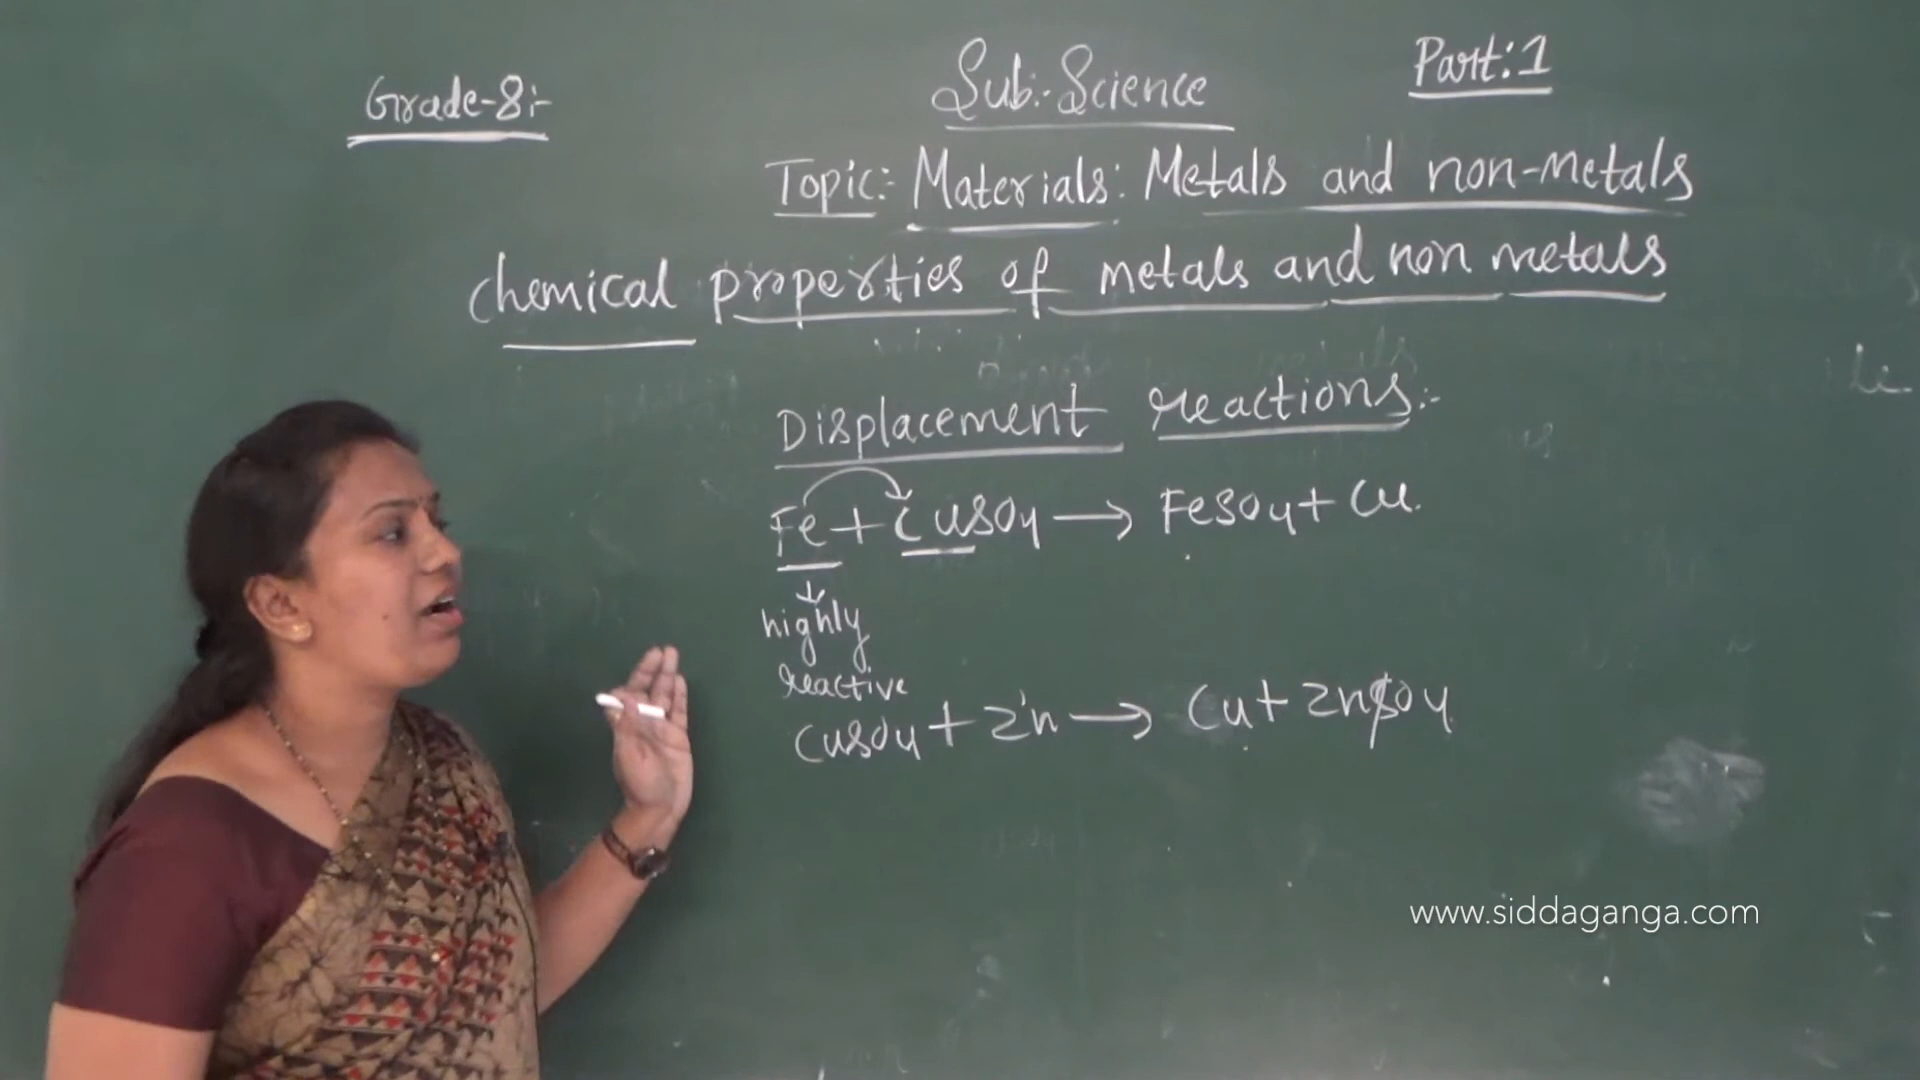 Grade-8:-
Sub:-Science
Part:1
Topic:- Materials: Metals and non-metals
chemical properties of metals and non metals
Displacement reactions:-
Fe + CuSO4 → FeSO4 + Cu.
highly
reactive
CuSO4 + Zn → Cu + ZnSO4
www.siddaganga.com